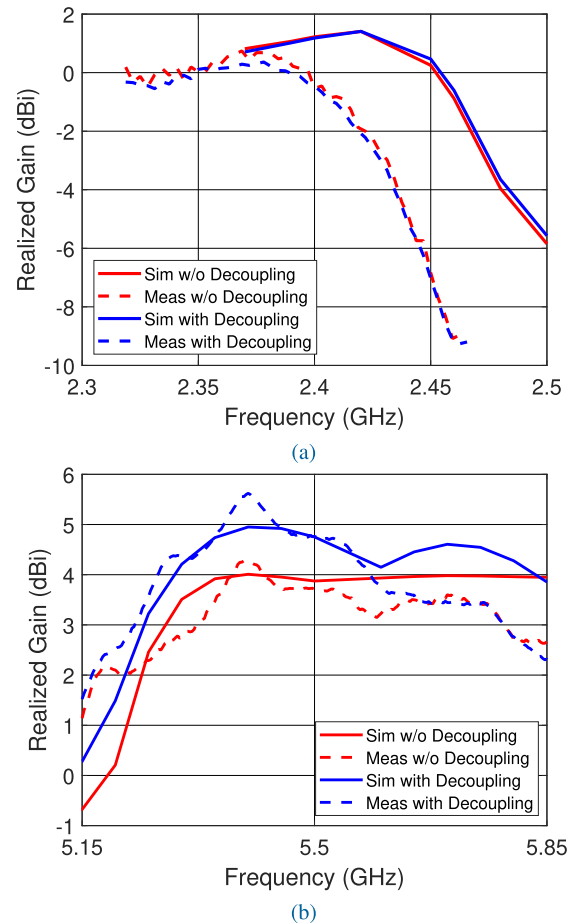 2
0
-2
-4
-6
-8
-10
Realized Gain (dBi)
Sim w/o Decoupling
Meas w/o Decoupling
Sim with Decoupling
Meas with Decoupling
2.3 2.35 2.4 2.45 2.5
Frequency (GHz)
(a)
6
5
4
3
2
1
0
-1
Realized Gain (dBi)
Sim w/o Decoupling
Meas w/o Decoupling
Sim with Decoupling
Meas with Decoupling
5.15 5.5 5.85
Frequency (GHz)
(b)